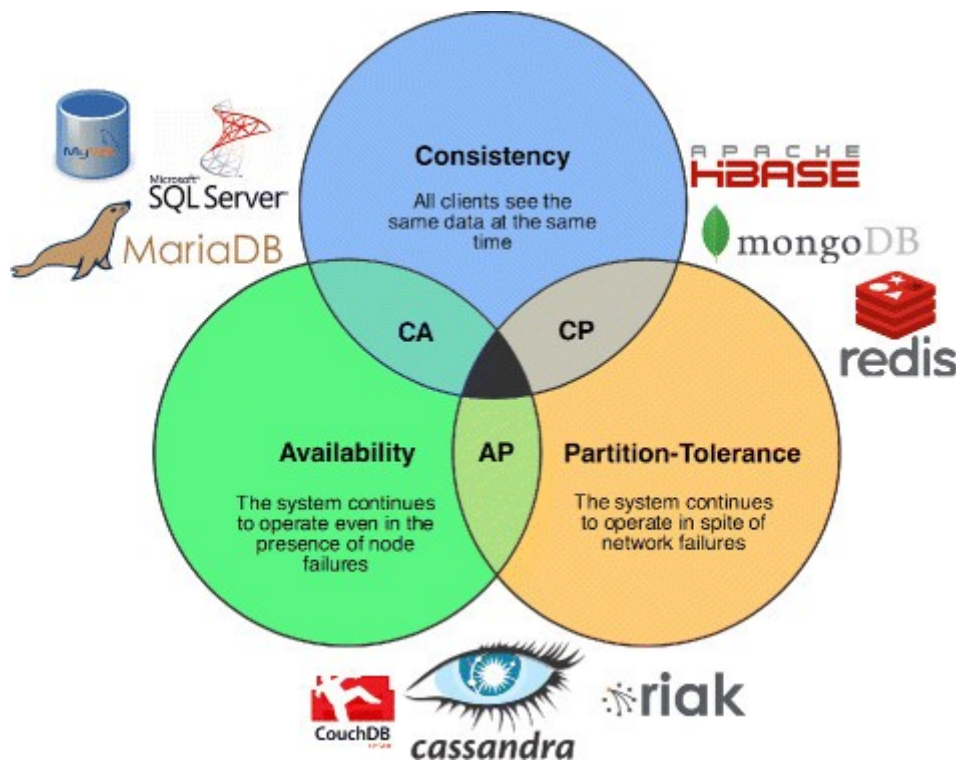 Consistency
All clients see the
same data at the same
time
MySQL
Microsoft
SQL Server
MariaDB
APACHE
HBASE
mongoDB
redis
CA
CP
Availability
AP
Partition-Tolerance
The system continues
to operate even in the
presence of node
failures
The system continues
to operate in spite of
network failures
CouchDB
cassandra
riak